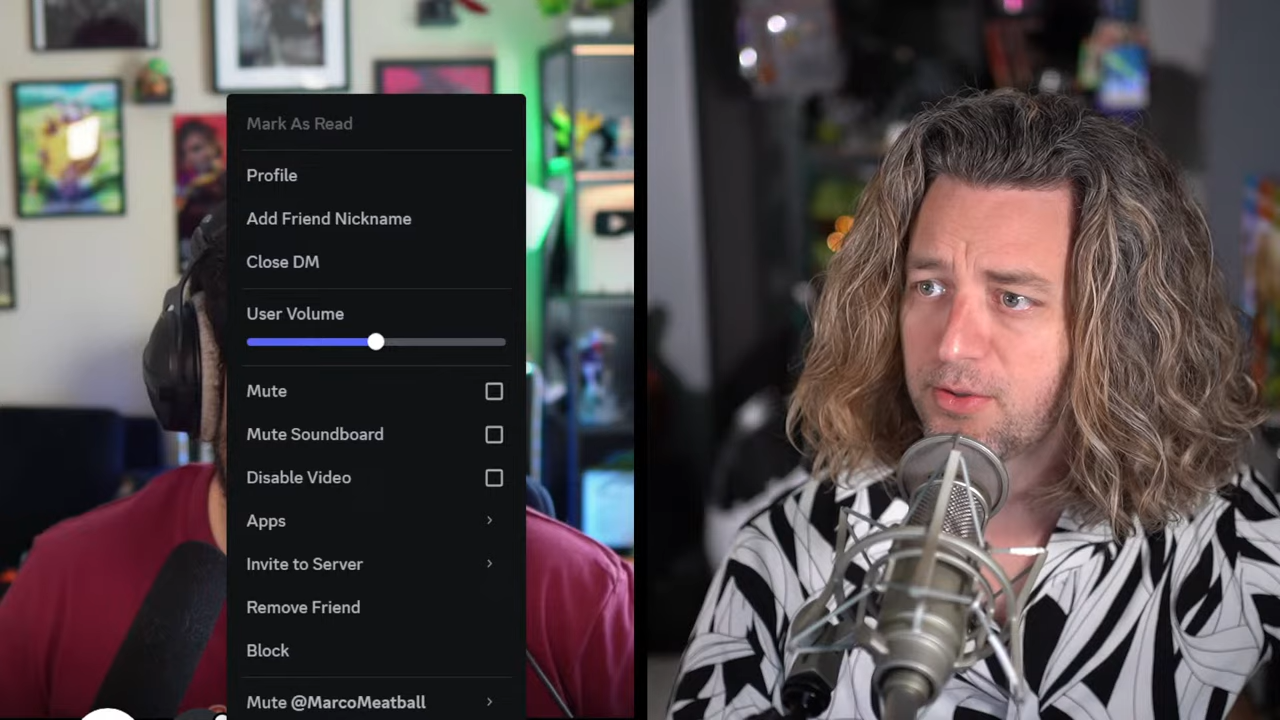 Mark As Read
Profile
Add Friend Nickname
Close DM
User Volume
Mute
Mute Soundboard
Disable Video
Apps
Invite to Server
Remove Friend
Block
Mute @MarcoMeatball